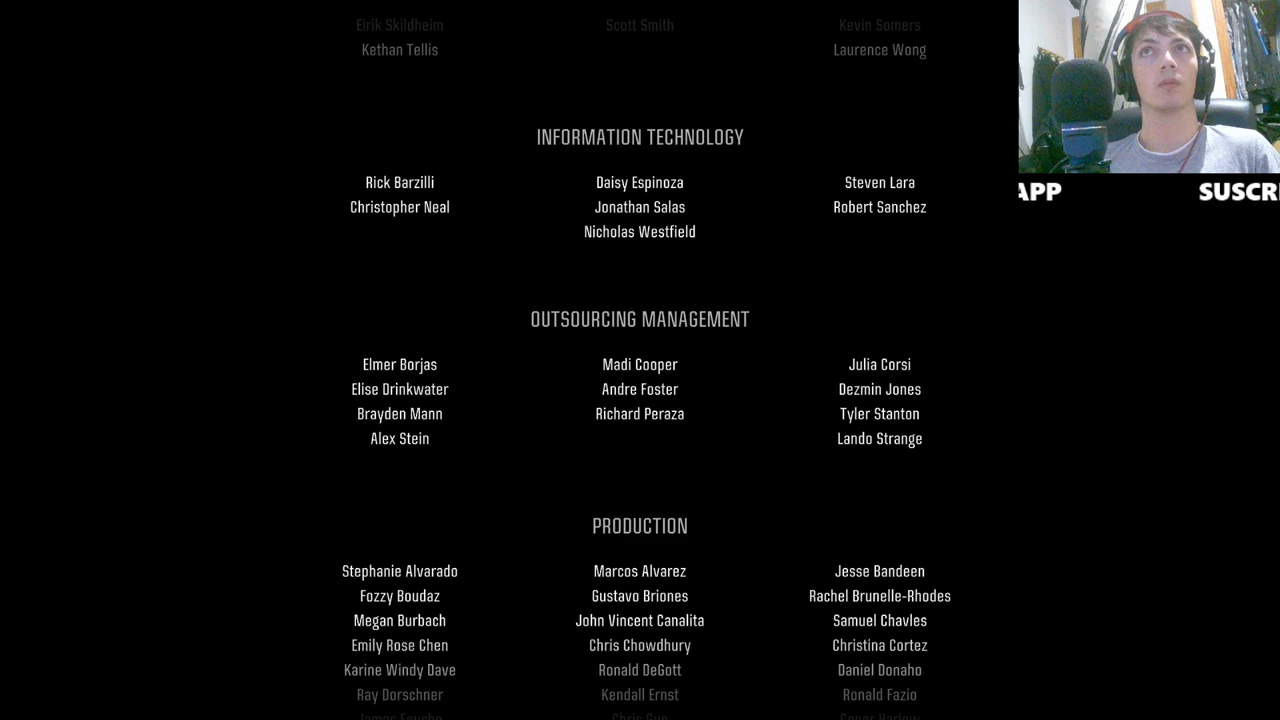 Eirik Skildheim Scott Smith Kevin Somers
Kethan Tellis Laurence Wong
INFORMATION TECHNOLOGY
Rick Barzilli Daisy Espinoza Steven Lara
Christopher Neal Jonathan Salas Robert Sanchez
Nicholas Westfield
APP SUSCRI
OUTSOURCING MANAGEMENT
Elmer Borjas Madi Cooper Julia Corsi
Elise Drinkwater Andre Foster Dezmin Jones
Brayden Mann Richard Peraza Tyler Stanton
Alex Stein Lando Strange
PRODUCTION
Stephanie Alvarado Marcos Alvarez Jesse Bandeen
Fozzy Boudaz Gustavo Briones Rachel Brunelle-Rhodes
Megan Burbach John Vincent Canalita Samuel Chavles
Emily Rose Chen Chris Chowdhury Christina Cortez
Karine Windy Dave Ronald DeGott Daniel Donaho
Ray Dorschner Kendall Ernst Ronald Fazio